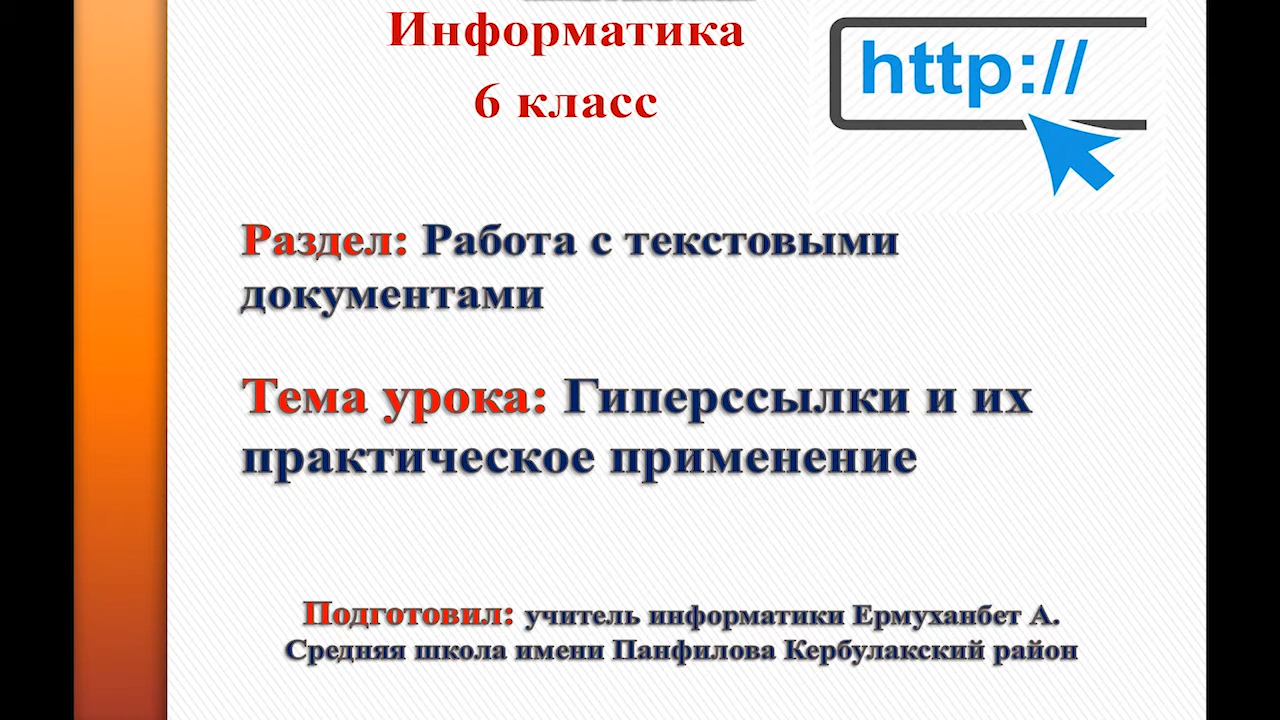 Информатика
6 класс
http://
Раздел: Работа с текстовыми
документами
Тема урока: Гиперссылки и их
практическое применение
Подготовил: учитель информатики Ермуханбет А.
Средняя школа имени Панфилова Кербулакский район